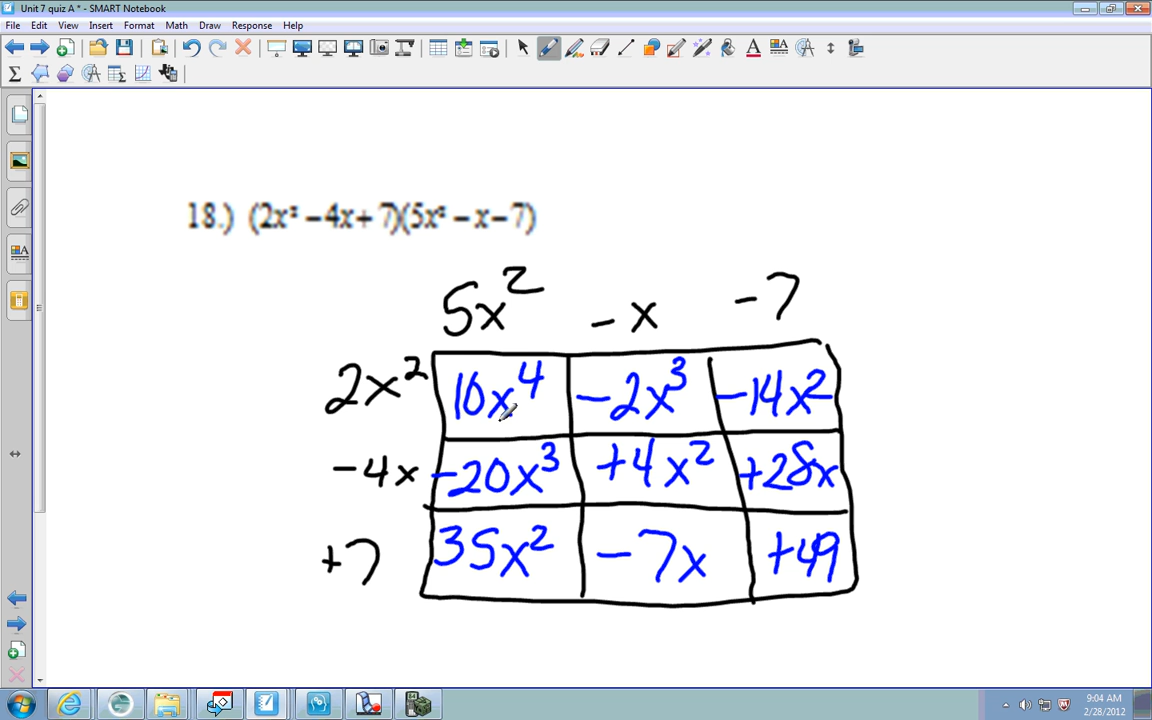 Unit 7 quiz A * - SMART Notebook
File Edit View Insert Format Math Draw Response Help
18.) (2x² – 4x + 7)(5x² – x – 7)
5x² - x - 7
2x² 10x⁴ -2x³ -14x²
-4x -20x³ +4x² +28x
+7 35x² -7x +49
9:04 AM
2/28/2012